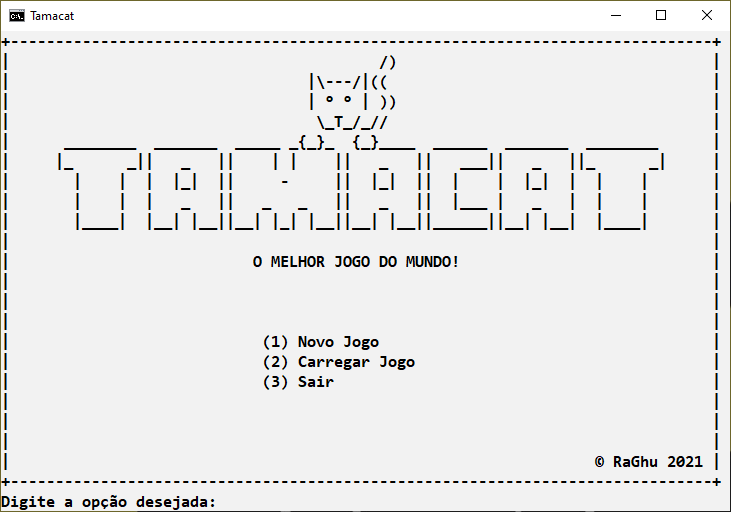 Tamacat
TAMACAT
O MELHOR JOGO DO MUNDO!
(1) Novo Jogo
(2) Carregar Jogo
(3) Sair
© RaGhu 2021
Digite a opção desejada: